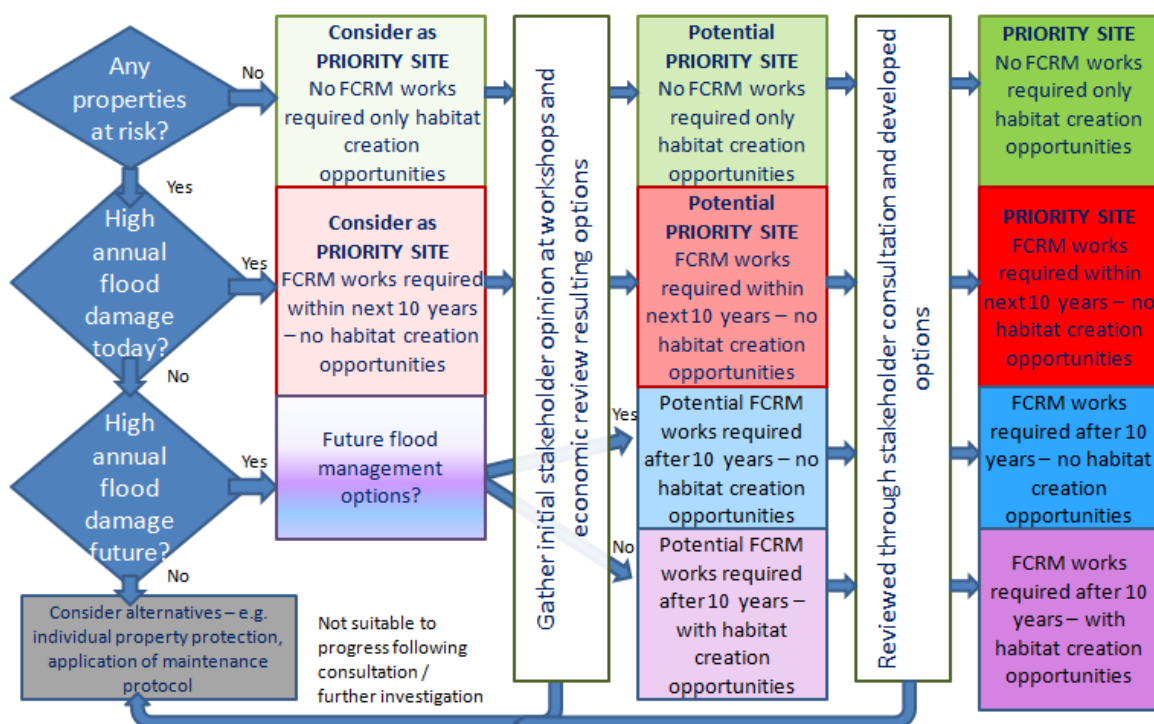 Any
properties
at risk?
No
Yes
Consider as
PRIORITY SITE
No FCRM works
required only habitat
creation
opportunities
High
annual
flood
damage
today?
Yes
No
Consider as
PRIORITY SITE
FCRM works required
within next 10 years
– no habitat creation
opportunities
High
annual
flood
damage
future?
Yes
No
Future flood
management
options?
Yes
No
Consider alternatives – e.g.
individual property protection,
application of maintenance
protocol
Not suitable to
progress following
consultation /
further investigation
Gather initial stakeholder opinion at workshops and
economic review resulting options
Potential
PRIORITY SITE
No FCRM works
required only
habitat creation
opportunities
Potential
PRIORITY SITE
FCRM works
required within
next 10 years – no
habitat creation
opportunities
Potential FCRM
works required
after 10 years – no
habitat creation
opportunities
Potential FCRM
works required
after 10 years –
with habitat
creation
opportunities
Reviewed through stakeholder consultation and developed
options
PRIORITY SITE
No FCRM works
required only
habitat creation
opportunities
PRIORITY SITE
FCRM works
required within
next 10 years – no
habitat creation
opportunities
FCRM works
required after 10
years – no habitat
creation
opportunities
FCRM works
required after 10
years – with
habitat creation
opportunities